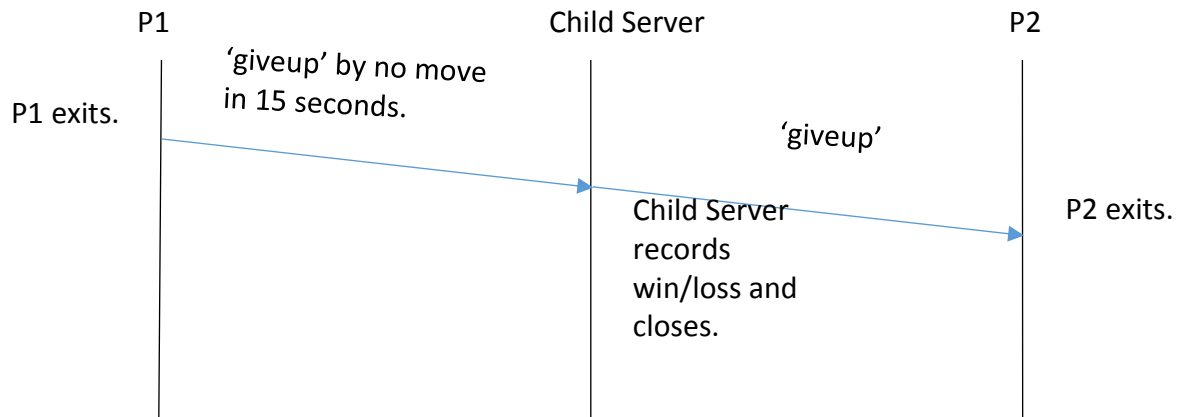 P1
Child Server
P2
‘giveup’ by no move
in 15 seconds.
P1 exits.
‘giveup’
Child Server
records
win/loss and
closes.
P2 exits.